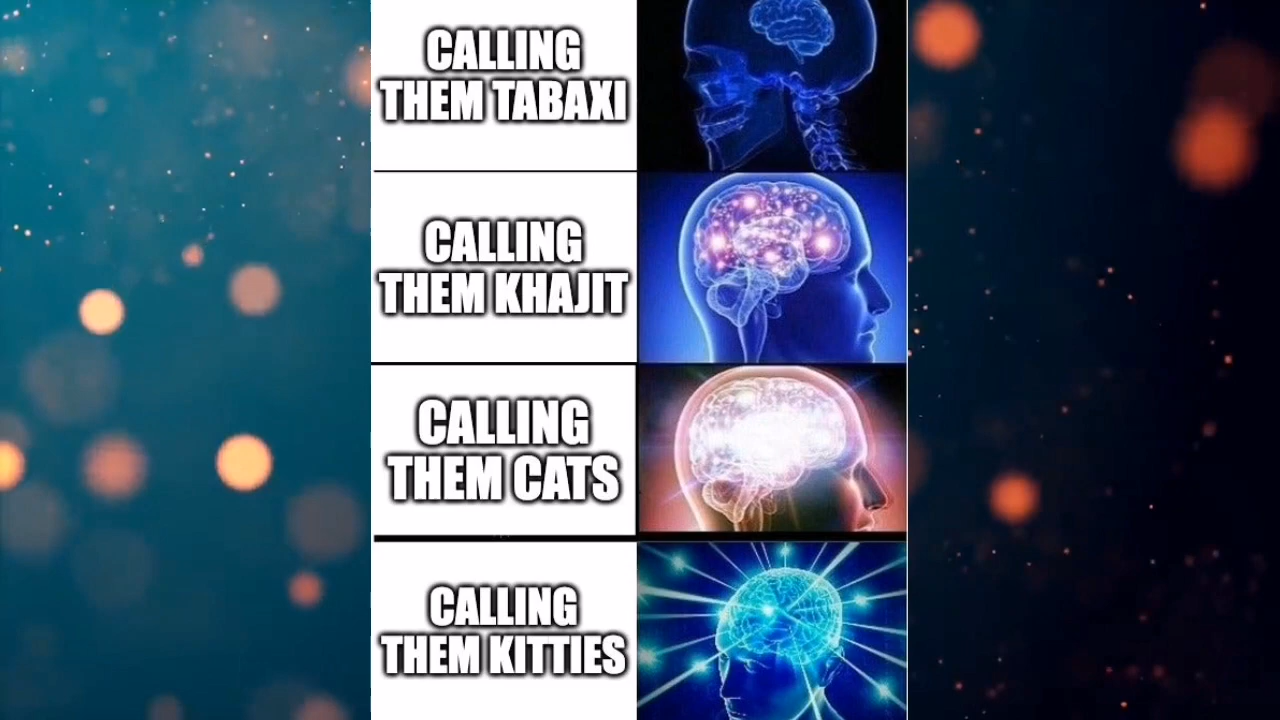 CALLING
THEM TABAXI
CALLING
THEM KHAJIT
CALLING
THEM CATS
CALLING
THEM KITTIES